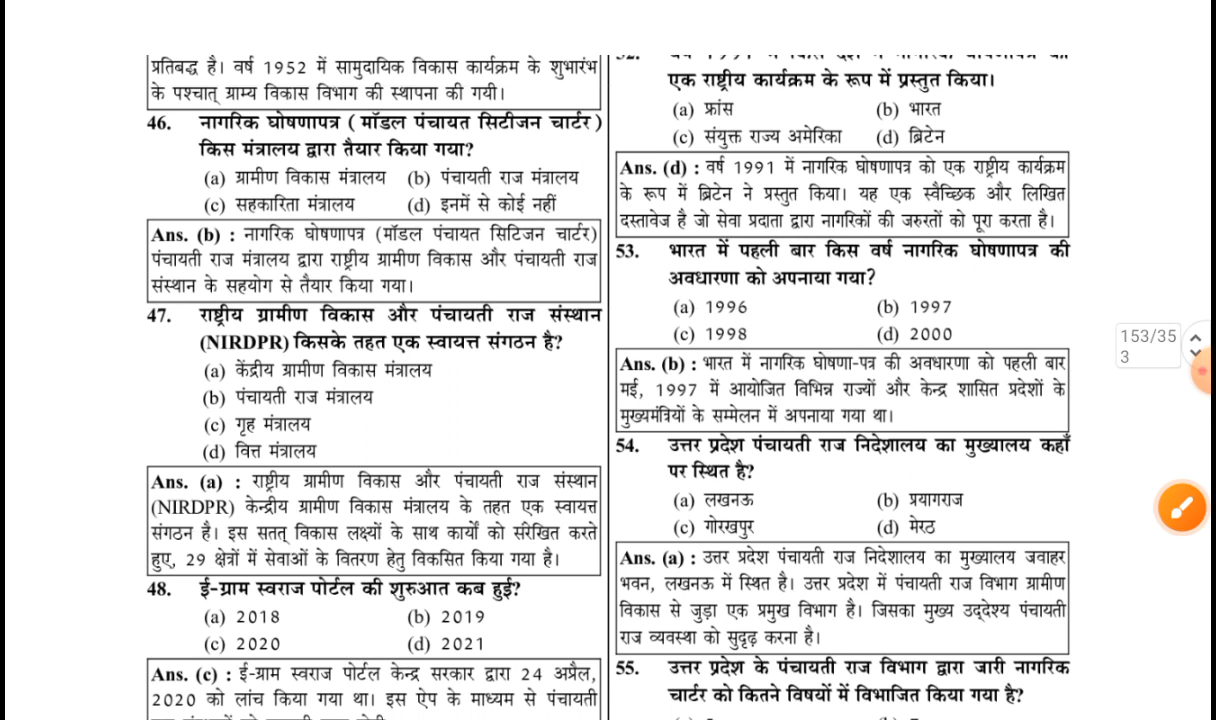 प्रतिबद्ध है। वर्ष 1952 में सामुदायिक विकास कार्यक्रम के शुभारंभ
के पश्चात् ग्राम्य विकास विभाग की स्थापना की गयी।
46. नागरिक घोषणापत्र ( मॉडल पंचायत सिटीजन चार्टर )
किस मंत्रालय द्वारा तैयार किया गया?
(a) ग्रामीण विकास मंत्रालय (b) पंचायती राज मंत्रालय
(c) सहकारिता मंत्रालय (d) इनमें से कोई नहीं
Ans. (b) : नागरिक घोषणापत्र (मॉडल पंचायत सिटिजन चार्टर)
पंचायती राज मंत्रालय द्वारा राष्ट्रीय ग्रामीण विकास और पंचायती राज
संस्थान के सहयोग से तैयार किया गया।
47. राष्ट्रीय ग्रामीण विकास और पंचायती राज संस्थान
(NIRDPR) किसके तहत एक स्वायत्त संगठन है?
(a) केंद्रीय ग्रामीण विकास मंत्रालय
(b) पंचायती राज मंत्रालय
(c) गृह मंत्रालय
(d) वित्त मंत्रालय
Ans. (a) : राष्ट्रीय ग्रामीण विकास और पंचायती राज संस्थान
(NIRDPR) केन्द्रीय ग्रामीण विकास मंत्रालय के तहत एक स्वायत्त
संगठन है। इस सतत् विकास लक्ष्यों के साथ कार्यों को संरेखित करते
हुए, 29 क्षेत्रों में सेवाओं के वितरण हेतु विकसित किया गया है।
48. ई-ग्राम स्वराज पोर्टल की शुरुआत कब हुई?
(a) 2018 (b) 2019
(c) 2020 (d) 2021
Ans. (c) : ई-ग्राम स्वराज पोर्टल केन्द्र सरकार द्वारा 24 अप्रैल,
2020 को लांच किया गया था। इस ऐप के माध्यम से पंचायती
एक राष्ट्रीय कार्यक्रम के रूप में प्रस्तुत किया।
(a) फ्रांस (b) भारत
(c) संयुक्त राज्य अमेरिका (d) ब्रिटेन
Ans. (d) : वर्ष 1991 में नागरिक घोषणापत्र को एक राष्ट्रीय कार्यक्रम
के रूप में ब्रिटेन ने प्रस्तुत किया। यह एक स्वैच्छिक और लिखित
दस्तावेज है जो सेवा प्रदाता द्वारा नागरिकों की जरुरतों को पूरा करता है।
53. भारत में पहली बार किस वर्ष नागरिक घोषणापत्र की
अवधारणा को अपनाया गया?
(a) 1996 (b) 1997
(c) 1998 (d) 2000
Ans. (b) : भारत में नागरिक घोषणा-पत्र की अवधारणा को पहली बार
मई, 1997 में आयोजित विभिन्न राज्यों और केन्द्र शासित प्रदेशों के
मुख्यमंत्रियों के सम्मेलन में अपनाया गया था।
54. उत्तर प्रदेश पंचायती राज निदेशालय का मुख्यालय कहाँ
पर स्थित है?
(a) लखनऊ (b) प्रयागराज
(c) गोरखपुर (d) मेरठ
Ans. (a) : उत्तर प्रदेश पंचायती राज निदेशालय का मुख्यालय जवाहर
भवन, लखनऊ में स्थित है। उत्तर प्रदेश में पंचायती राज विभाग ग्रामीण
विकास से जुड़ा एक प्रमुख विभाग है। जिसका मुख्य उद्देश्य पंचायती
राज व्यवस्था को सुदृढ़ करना है।
55. उत्तर प्रदेश के पंचायती राज विभाग द्वारा जारी नागरिक
चार्टर को कितने विषयों में विभाजित किया गया है?
153/35
3